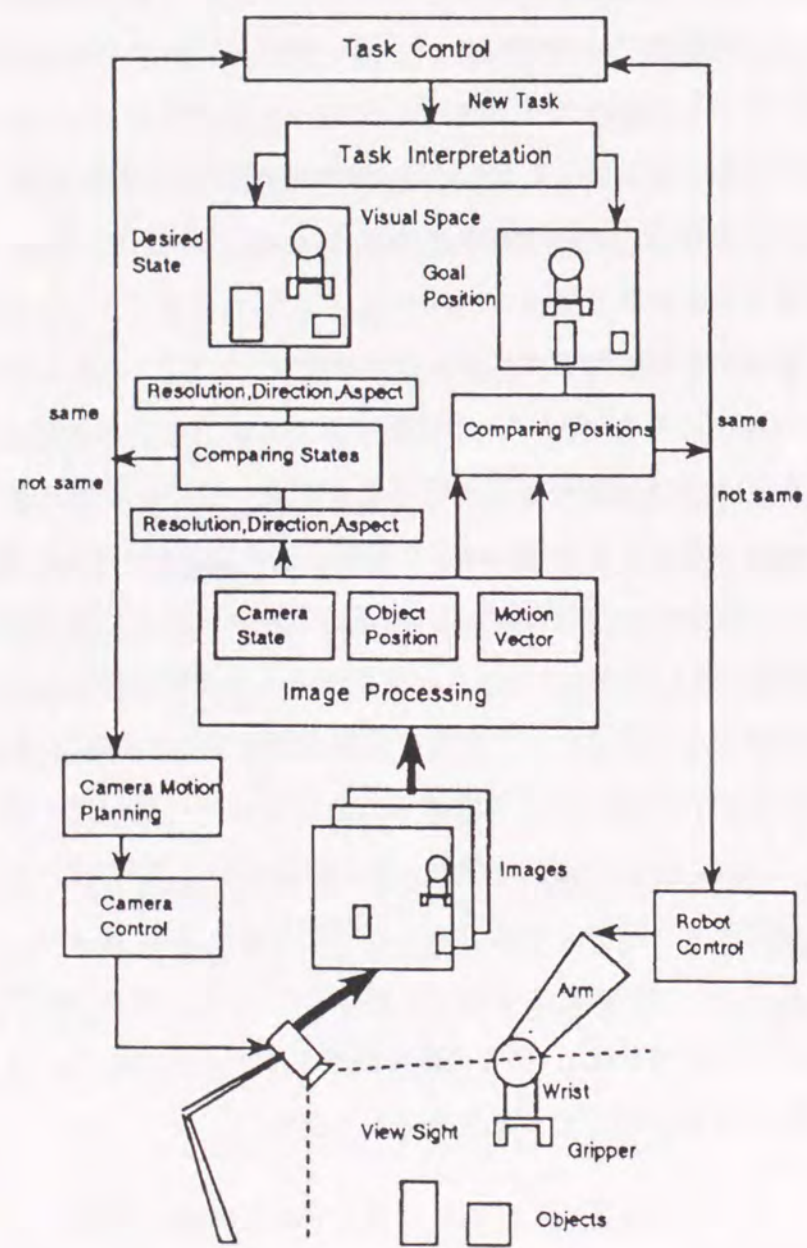 Task Control
New Task
Task Interpretation
Visual Space
Desired
State
Goal
Position
Resolution,Direction,Aspect
same
Comparing States
not same
Resolution,Direction,Aspect
Comparing Positions
same
not same
Camera
State
Object
Position
Motion
Vector
Image Processing
Camera Motion
Planning
Camera
Control
Images
Robot
Control
Arm
Wrist
View Sight
Gripper
Objects